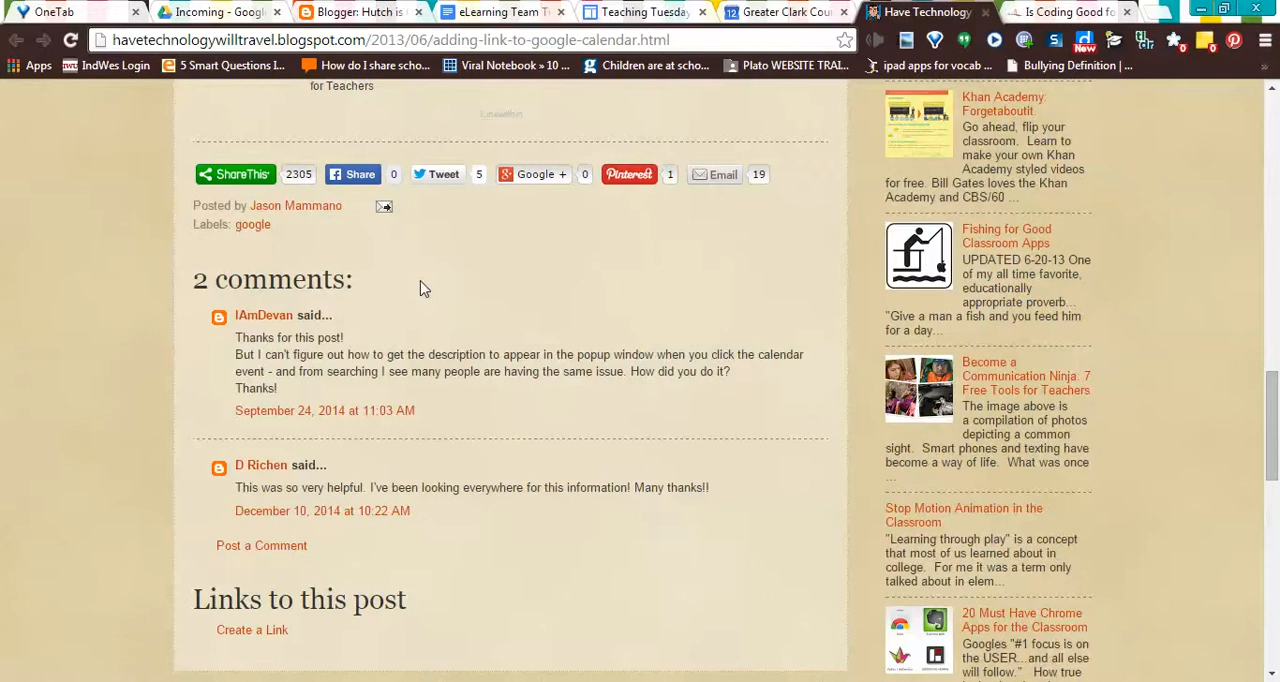 OneTab
Incoming - Google
Blogger: Hutch is
eLearning Team T
Teaching Tuesday
Greater Clark Cou
Have Technology
Is Coding Good fo
havetechnologywilltravel.blogspot.com/2013/06/adding-link-to-google-calendar.html
New
0
0
Apps
IndWes Login
5 Smart Questions I...
How do I share scho...
Viral Notebook » 10 ...
Children are at scho...
Plato WEBSITE TRAI...
ipad apps for vocab ...
Bullying Definition | ...
»
for Teachers
Linkwithin
ShareThis 2305
Share 0
Tweet 5
Google + 0
Pinterest 1
Email 19
Posted by Jason Mammano
Labels: google
2 comments:
IAmDevan said...
Thanks for this post!
But I can't figure out how to get the description to appear in the popup window when you click the calendar
event - and from searching I see many people are having the same issue. How did you do it?
Thanks!
September 24, 2014 at 11:03 AM
D Richen said...
This was so very helpful. I've been looking everywhere for this information! Many thanks!!
December 10, 2014 at 10:22 AM
Post a Comment
Links to this post
Create a Link
Khan Academy:
Forgetaboutit.
Go ahead, flip your
classroom. Learn to
make your own Khan
Academy styled videos
for free. Bill Gates loves the Khan
Academy and CBS/60 ...
Fishing for Good
Classroom Apps
UPDATED 6-20-13 One
of my all time favorite,
educationally
appropriate proverb...
"Give a man a fish and you feed him
for a day...
Become a
Communication Ninja: 7
Free Tools for Teachers
The image above is
a compilation of photos
depicting a common
sight. Smart phones and texting have
become a way of life. What was once
...
Stop Motion Animation in the
Classroom
"Learning through play" is a concept
that most of us learned about in
college. For me it was a term only
talked about in elem...
20 Must Have Chrome
Apps for the Classroom
Googles "#1 focus is on
the USER...and all else
will follow." How true